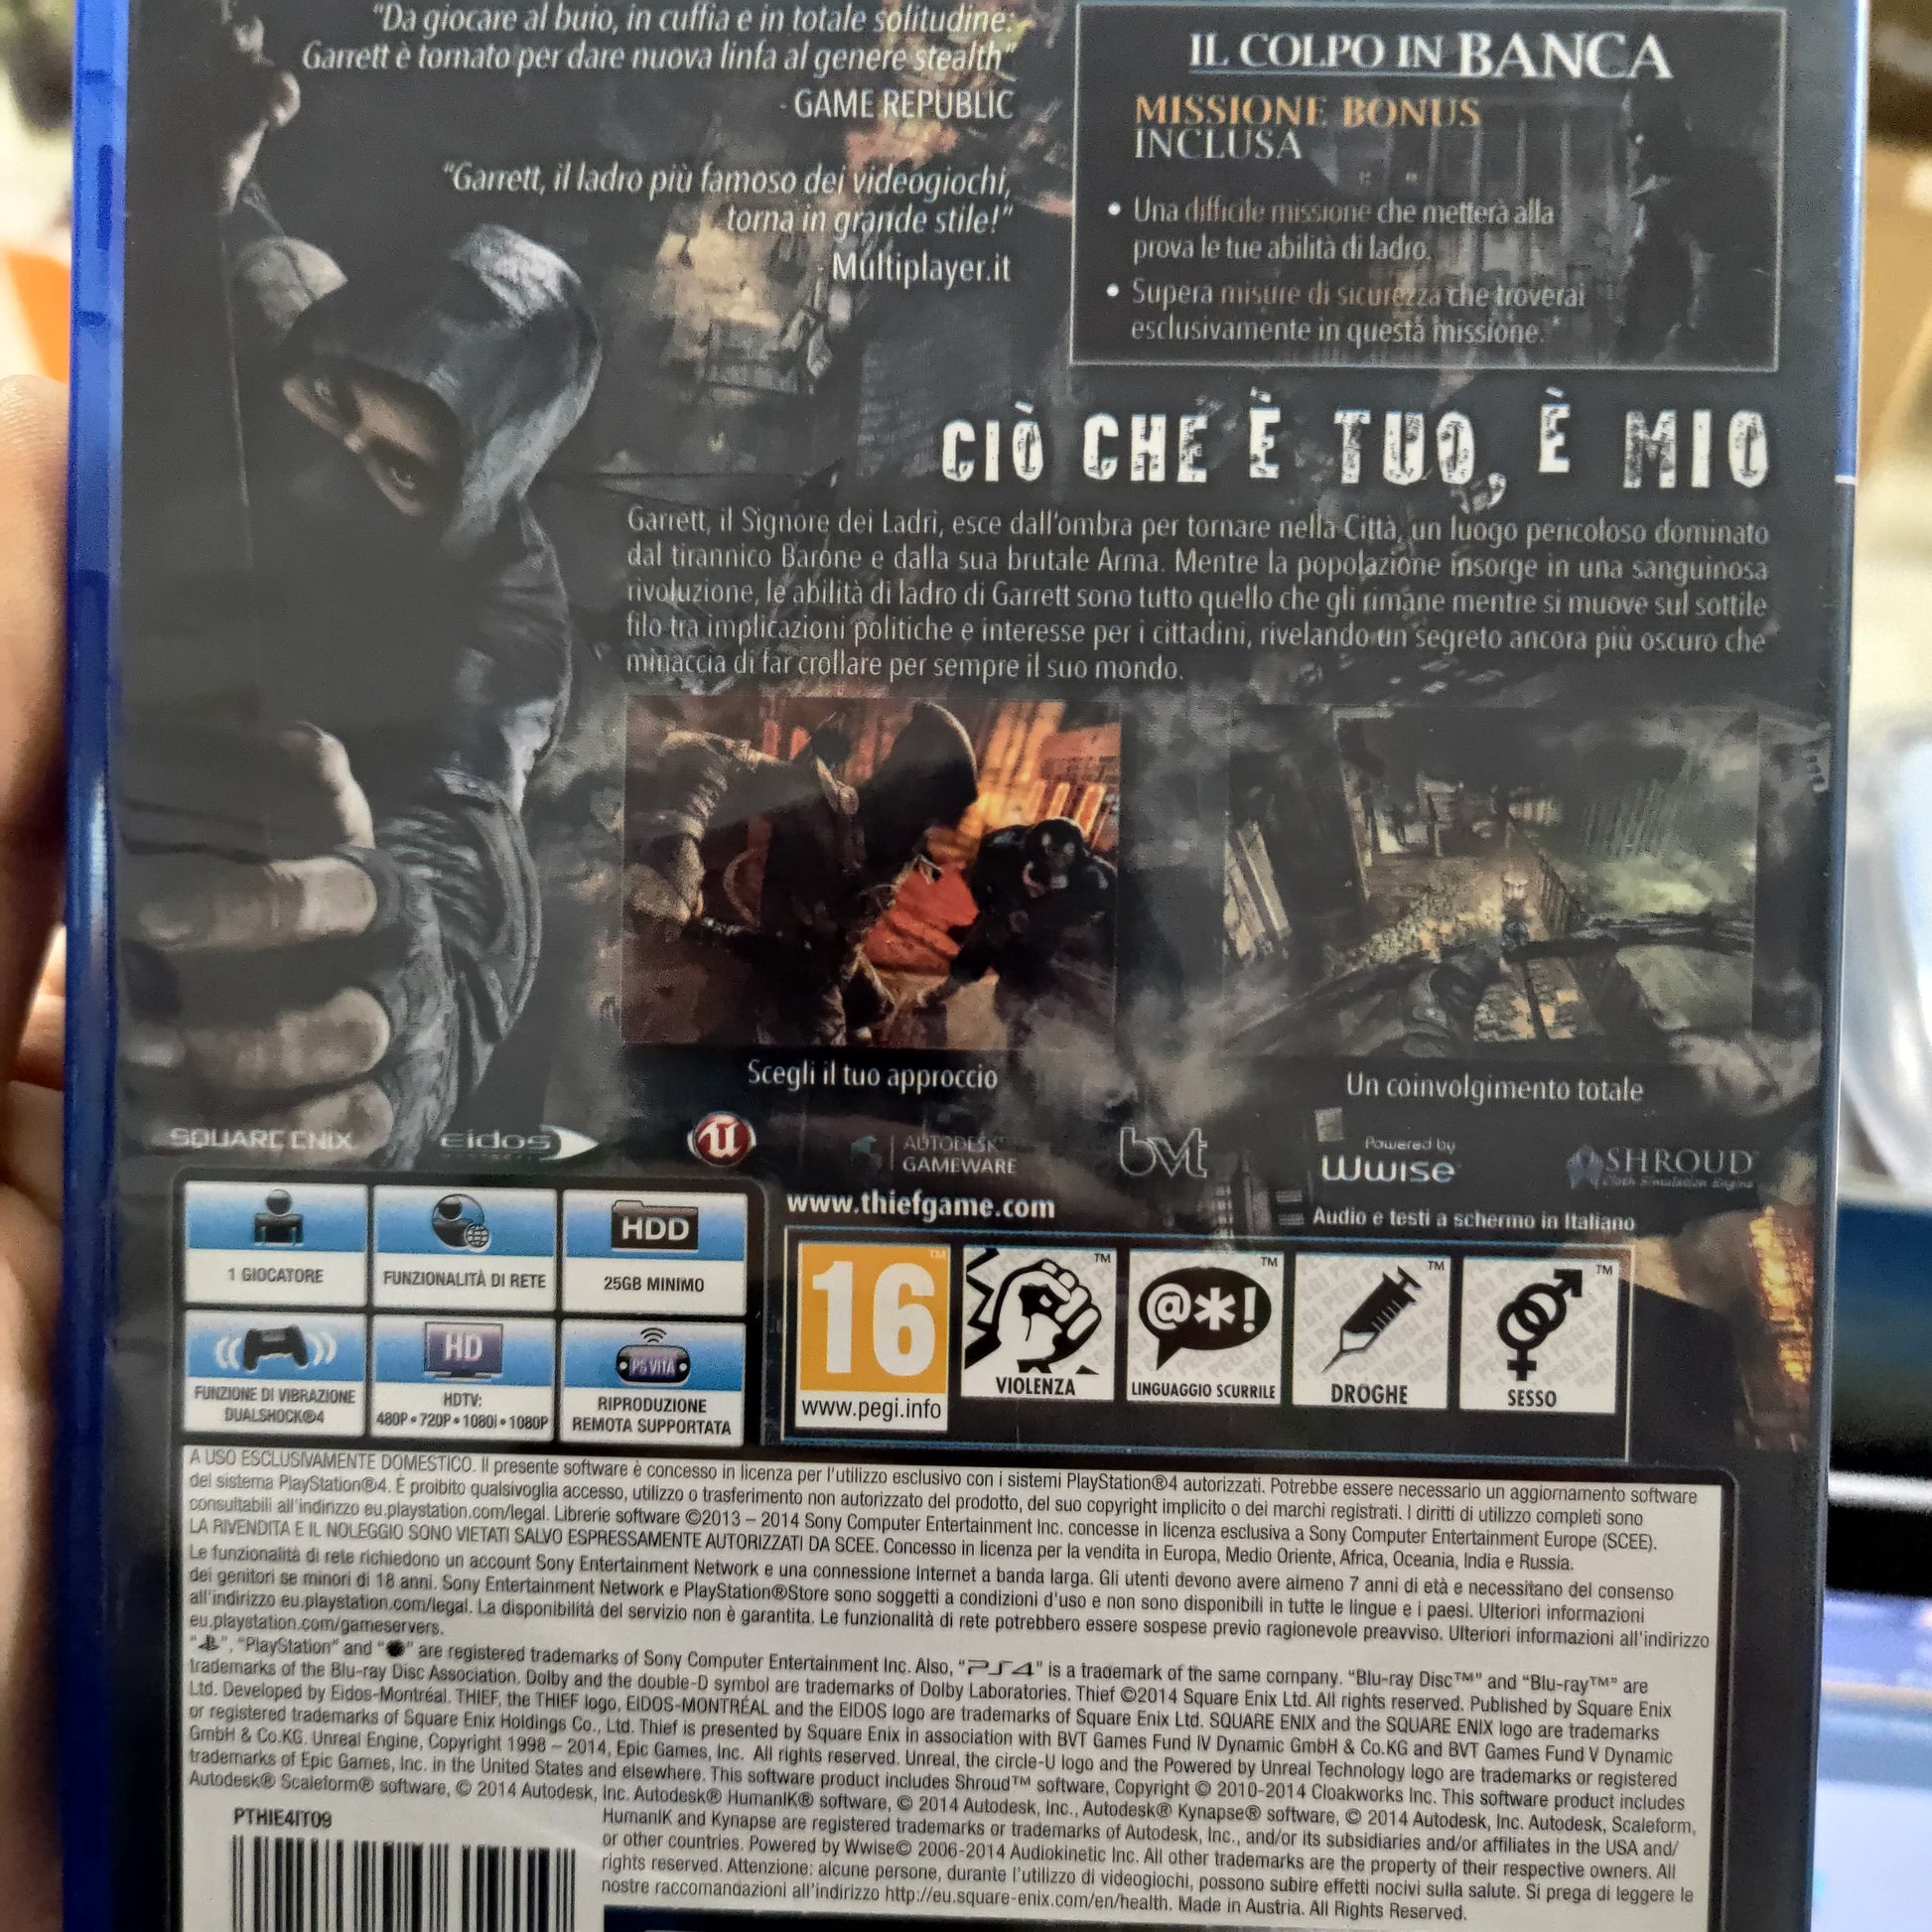 "Da giocare al buio, in cuffia e in totale solitudine:
Garrett è tornato per dare nuova linfa al genere stealth"
- GAME REPUBLIC
"Garrett, il ladro più famoso dei videogiochi,
torna in grande stile!"
- Multiplayer.it
IL COLPO IN BANCA
MISSIONE BONUS
INCLUSA
• Una difficile missione che metterà alla
prova le tue abilità di ladro.
• Supera misure di sicurezza che troverai
esclusivamente in questa missione.
CIÒ CHE È TUO, È MIO
Garrett, il Signore dei Ladri, esce dall'ombra per tornare nella Città, un luogo pericoloso dominato
dal tirannico Barone e dalla sua brutale Arma. Mentre la popolazione insorge in una sanguinosa
rivoluzione, le abilità di ladro di Garrett sono tutto quello che gli rimane mentre si muove sul sottile
filo tra implicazioni politiche e interesse per i cittadini, rivelando un segreto ancora più oscuro che
minaccia di far crollare per sempre il suo mondo.
Scegli il tuo approccio
Un coinvolgimento totale
SQUARE ENIX
eidos
AUTODESK
GAMEWARE
bvt
Powered by
Wwise
SHROUD
Cloth Simulation Engine
www.thiefgame.com
Audio e testi a schermo in Italiano
1 GIOCATORE
FUNZIONALITÀ DI RETE
HDD
25GB MINIMO
FUNZIONE DI VIBRAZIONE
DUALSHOCK®4
HD
HDTV:
480P•720P•1080i•1080P
PS VITA
RIPRODUZIONE
REMOTA SUPPORTATA
16
www.pegi.info
VIOLENZA
@*!
LINGUAGGIO SCURRILE
DROGHE
SESSO
A USO ESCLUSIVAMENTE DOMESTICO. Il presente software è concesso in licenza per l'utilizzo esclusivo con i sistemi PlayStation®4 autorizzati. Potrebbe essere necessario un aggiornamento software
del sistema PlayStation®4. È proibito qualsivoglia accesso, utilizzo o trasferimento non autorizzato del prodotto, del suo copyright implicito o dei marchi registrati. I diritti di utilizzo completi sono
consultabili all'indirizzo eu.playstation.com/legal. Librerie software ©2013 – 2014 Sony Computer Entertainment Inc. concesse in licenza esclusiva a Sony Computer Entertainment Europe (SCEE).
LA RIVENDITA E IL NOLEGGIO SONO VIETATI SALVO ESPRESSAMENTE AUTORIZZATI DA SCEE. Concesso in licenza per la vendita in Europa, Medio Oriente, Africa, Oceania, India e Russia.
Le funzionalità di rete richiedono un account Sony Entertainment Network e una connessione Internet a banda larga. Gli utenti devono avere almeno 7 anni di età e necessitano del consenso
dei genitori se minori di 18 anni. Sony Entertainment Network e PlayStation®Store sono soggetti a condizioni d'uso e non sono disponibili in tutte le lingue e i paesi. Ulteriori informazioni
all'indirizzo eu.playstation.com/legal. La disponibilità del servizio non è garantita. Le funzionalità di rete potrebbero essere sospese previo ragionevole preavviso. Ulteriori informazioni all'indirizzo
eu.playstation.com/gameservers.
" ", "PlayStation" and " " are registered trademarks of Sony Computer Entertainment Inc. Also, "PS4" is a trademark of the same company. "Blu-ray Disc™" and "Blu-ray™" are
trademarks of the Blu-ray Disc Association. Dolby and the double-D symbol are trademarks of Dolby Laboratories. Thief ©2014 Square Enix Ltd. All rights reserved. Published by Square Enix
Ltd. Developed by Eidos-Montréal. THIEF, the THIEF logo, EIDOS-MONTRÉAL and the EIDOS logo are trademarks of Square Enix Ltd. SQUARE ENIX and the SQUARE ENIX logo are trademarks
or registered trademarks of Square Enix Holdings Co., Ltd. Thief is presented by Square Enix in association with BVT Games Fund IV Dynamic GmbH & Co.KG and BVT Games Fund V Dynamic
GmbH & Co.KG. Unreal Engine, Copyright 1998 – 2014, Epic Games, Inc. All rights reserved. Unreal, the circle-U logo and the Powered by Unreal Technology logo are trademarks or registered
trademarks of Epic Games, Inc. in the United States and elsewhere. This software product includes Shroud™ software, Copyright © 2010-2014 Cloakworks Inc. This software product includes
Autodesk® Scaleform® software, © 2014 Autodesk, Inc. Autodesk® HumanIK® software, © 2014 Autodesk, Inc., Autodesk® Kynapse® software, © 2014 Autodesk, Inc. Autodesk, Scaleform,
HumanIK and Kynapse are registered trademarks or trademarks of Autodesk, Inc., and/or its subsidiaries and/or affiliates in the USA and/
or other countries. Powered by Wwise© 2006-2014 Audiokinetic Inc. All other trademarks are the property of their respective owners. All
rights reserved. Attenzione: alcune persone, durante l'utilizzo di videogiochi, possono subire effetti nocivi sulla salute. Si prega di leggere le
nostre raccomandazioni all'indirizzo http://eu.square-enix.com/en/health. Made in Austria. All Rights Reserved.
PTHIE4IT09